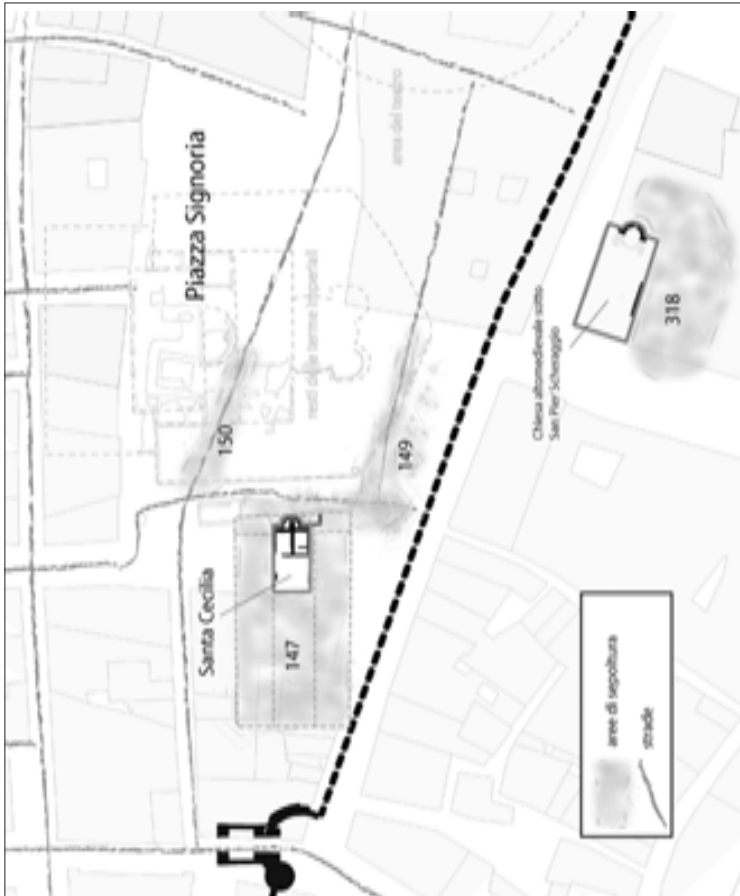 Piazza Signoria
area del teatro
resti delle terme imperiali
150
149
Santa Cecilia
147
Chiesa altomedievale sotto
San Pier Scheraggio
318
aree di sepoltura
strade